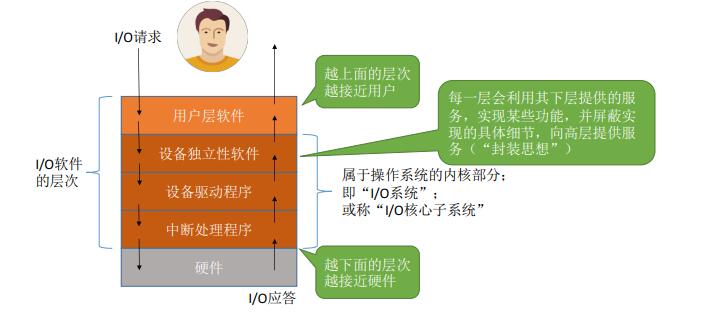 I/O请求
越上面的层次
越接近用户
每一层会利用其下层提供的服
务，实现某些功能，并屏蔽实
现的具体细节，向高层提供服
务（“封装思想”）
用户层软件
设备独立性软件
设备驱动程序
中断处理程序
硬件
I/O软件
的层次
属于操作系统的内核部分；
即“I/O系统”；
或称“I/O核心子系统”
越下面的层次
越接近硬件
I/O应答